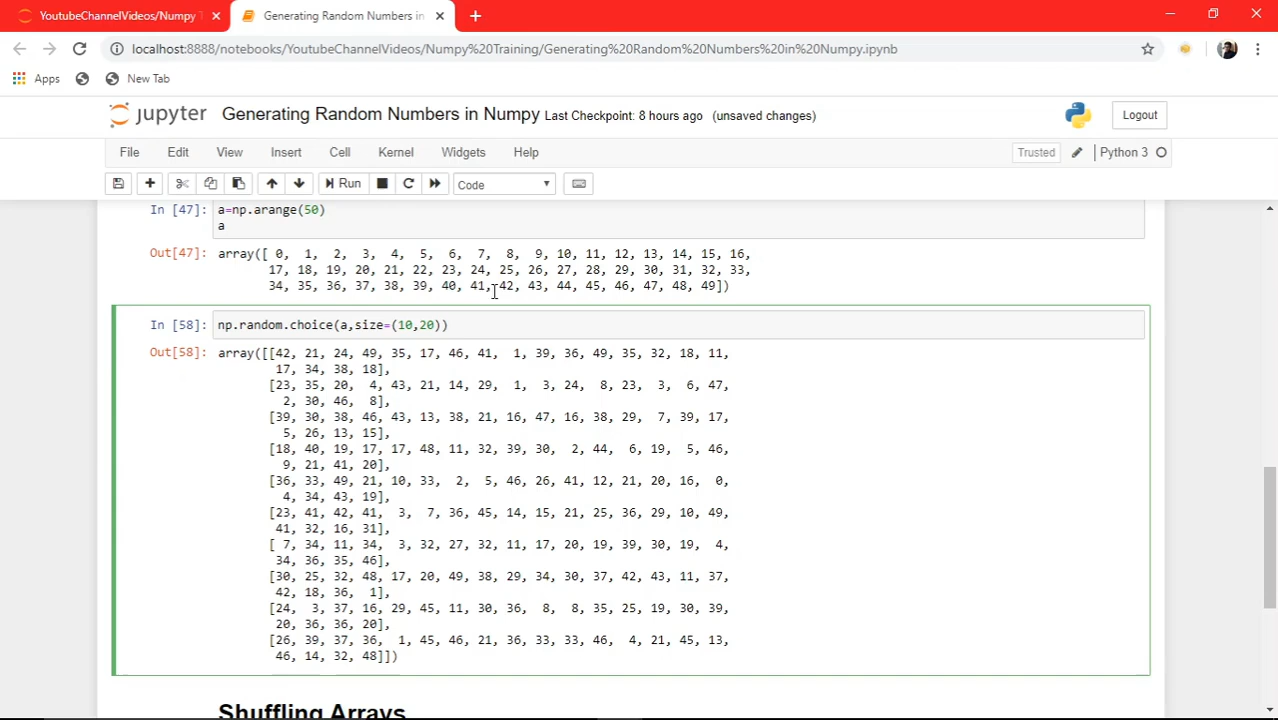 YoutubeChannelVideos/Numpy T
Generating Random Numbers in
localhost:8888/notebooks/YoutubeChannelVideos/Numpy%20Training/Generating%20Random%20Numbers%20in%20Numpy.ipynb
Apps New Tab
jupyter Generating Random Numbers in Numpy Last Checkpoint: 8 hours ago (unsaved changes)
Logout
File Edit View Insert Cell Kernel Widgets Help Trusted Python 3
Run Code
In [47]: a=np.arange(50)
a
Out[47]: array([ 0, 1, 2, 3, 4, 5, 6, 7, 8, 9, 10, 11, 12, 13, 14, 15, 16,
17, 18, 19, 20, 21, 22, 23, 24, 25, 26, 27, 28, 29, 30, 31, 32, 33,
34, 35, 36, 37, 38, 39, 40, 41, 42, 43, 44, 45, 46, 47, 48, 49])
In [58]: np.random.choice(a,size=(10,20))
Out[58]: array([[42, 21, 24, 49, 35, 17, 46, 41, 1, 39, 36, 49, 35, 32, 18, 11,
17, 34, 38, 18],
[23, 35, 20, 4, 43, 21, 14, 29, 1, 3, 24, 8, 23, 3, 6, 47,
2, 30, 46, 8],
[39, 30, 38, 46, 43, 13, 38, 21, 16, 47, 16, 38, 29, 7, 39, 17,
5, 26, 13, 15],
[18, 40, 19, 17, 17, 48, 11, 32, 39, 30, 2, 44, 6, 19, 5, 46,
9, 21, 41, 20],
[36, 33, 49, 21, 10, 33, 2, 5, 46, 26, 41, 12, 21, 20, 16, 0,
4, 34, 43, 19],
[23, 41, 42, 41, 3, 7, 36, 45, 14, 15, 21, 25, 36, 29, 10, 49,
41, 32, 16, 31],
[ 7, 34, 11, 34, 3, 32, 27, 32, 11, 17, 20, 19, 39, 30, 19, 4,
34, 36, 35, 46],
[30, 25, 32, 48, 17, 20, 49, 38, 29, 34, 30, 37, 42, 43, 11, 37,
42, 18, 36, 1],
[24, 3, 37, 16, 29, 45, 11, 30, 36, 8, 8, 35, 25, 19, 30, 39,
20, 36, 36, 20],
[26, 39, 37, 36, 1, 45, 46, 21, 36, 33, 33, 46, 4, 21, 45, 13,
46, 14, 32, 48]])
Shuffling Arrays